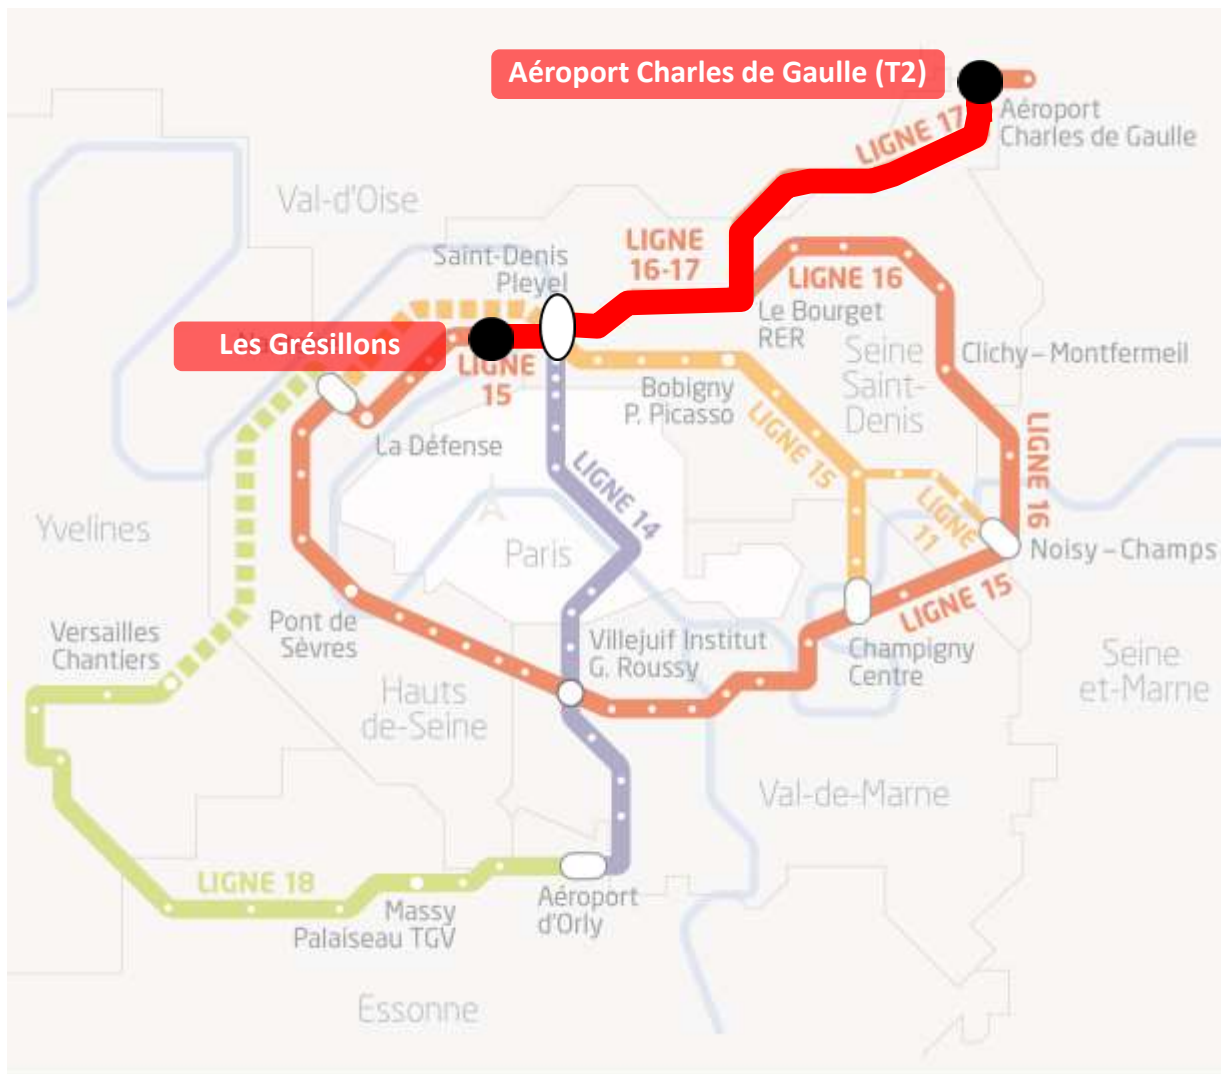 Aéroport Charles de Gaulle (T2)
Aéroport
Charles de Gaulle
LIGNE 17
Val-d'Oise
Saint-Denis
Pleyel
LIGNE
16-17
LIGNE 16
Le Bourget
RER
Les Grésillons
LIGNE
15
Seine
Saint-
Denis
Clichy – Montfermeil
Bobigny
P. Picasso
La Défense
LIGNE 15
LIGNE 14
LIGNE
11
LIGNE 16
Noisy – Champs
Yvelines
Paris
LIGNE 15
Versailles
Chantiers
Pont de
Sèvres
Villejuif Institut
G. Roussy
Champigny
Centre
Seine
et-Marne
Hauts
de-Seine
Val-de-Marne
LIGNE 18
Massy
Palaiseau TGV
Aéroport
d'Orly
Essonne